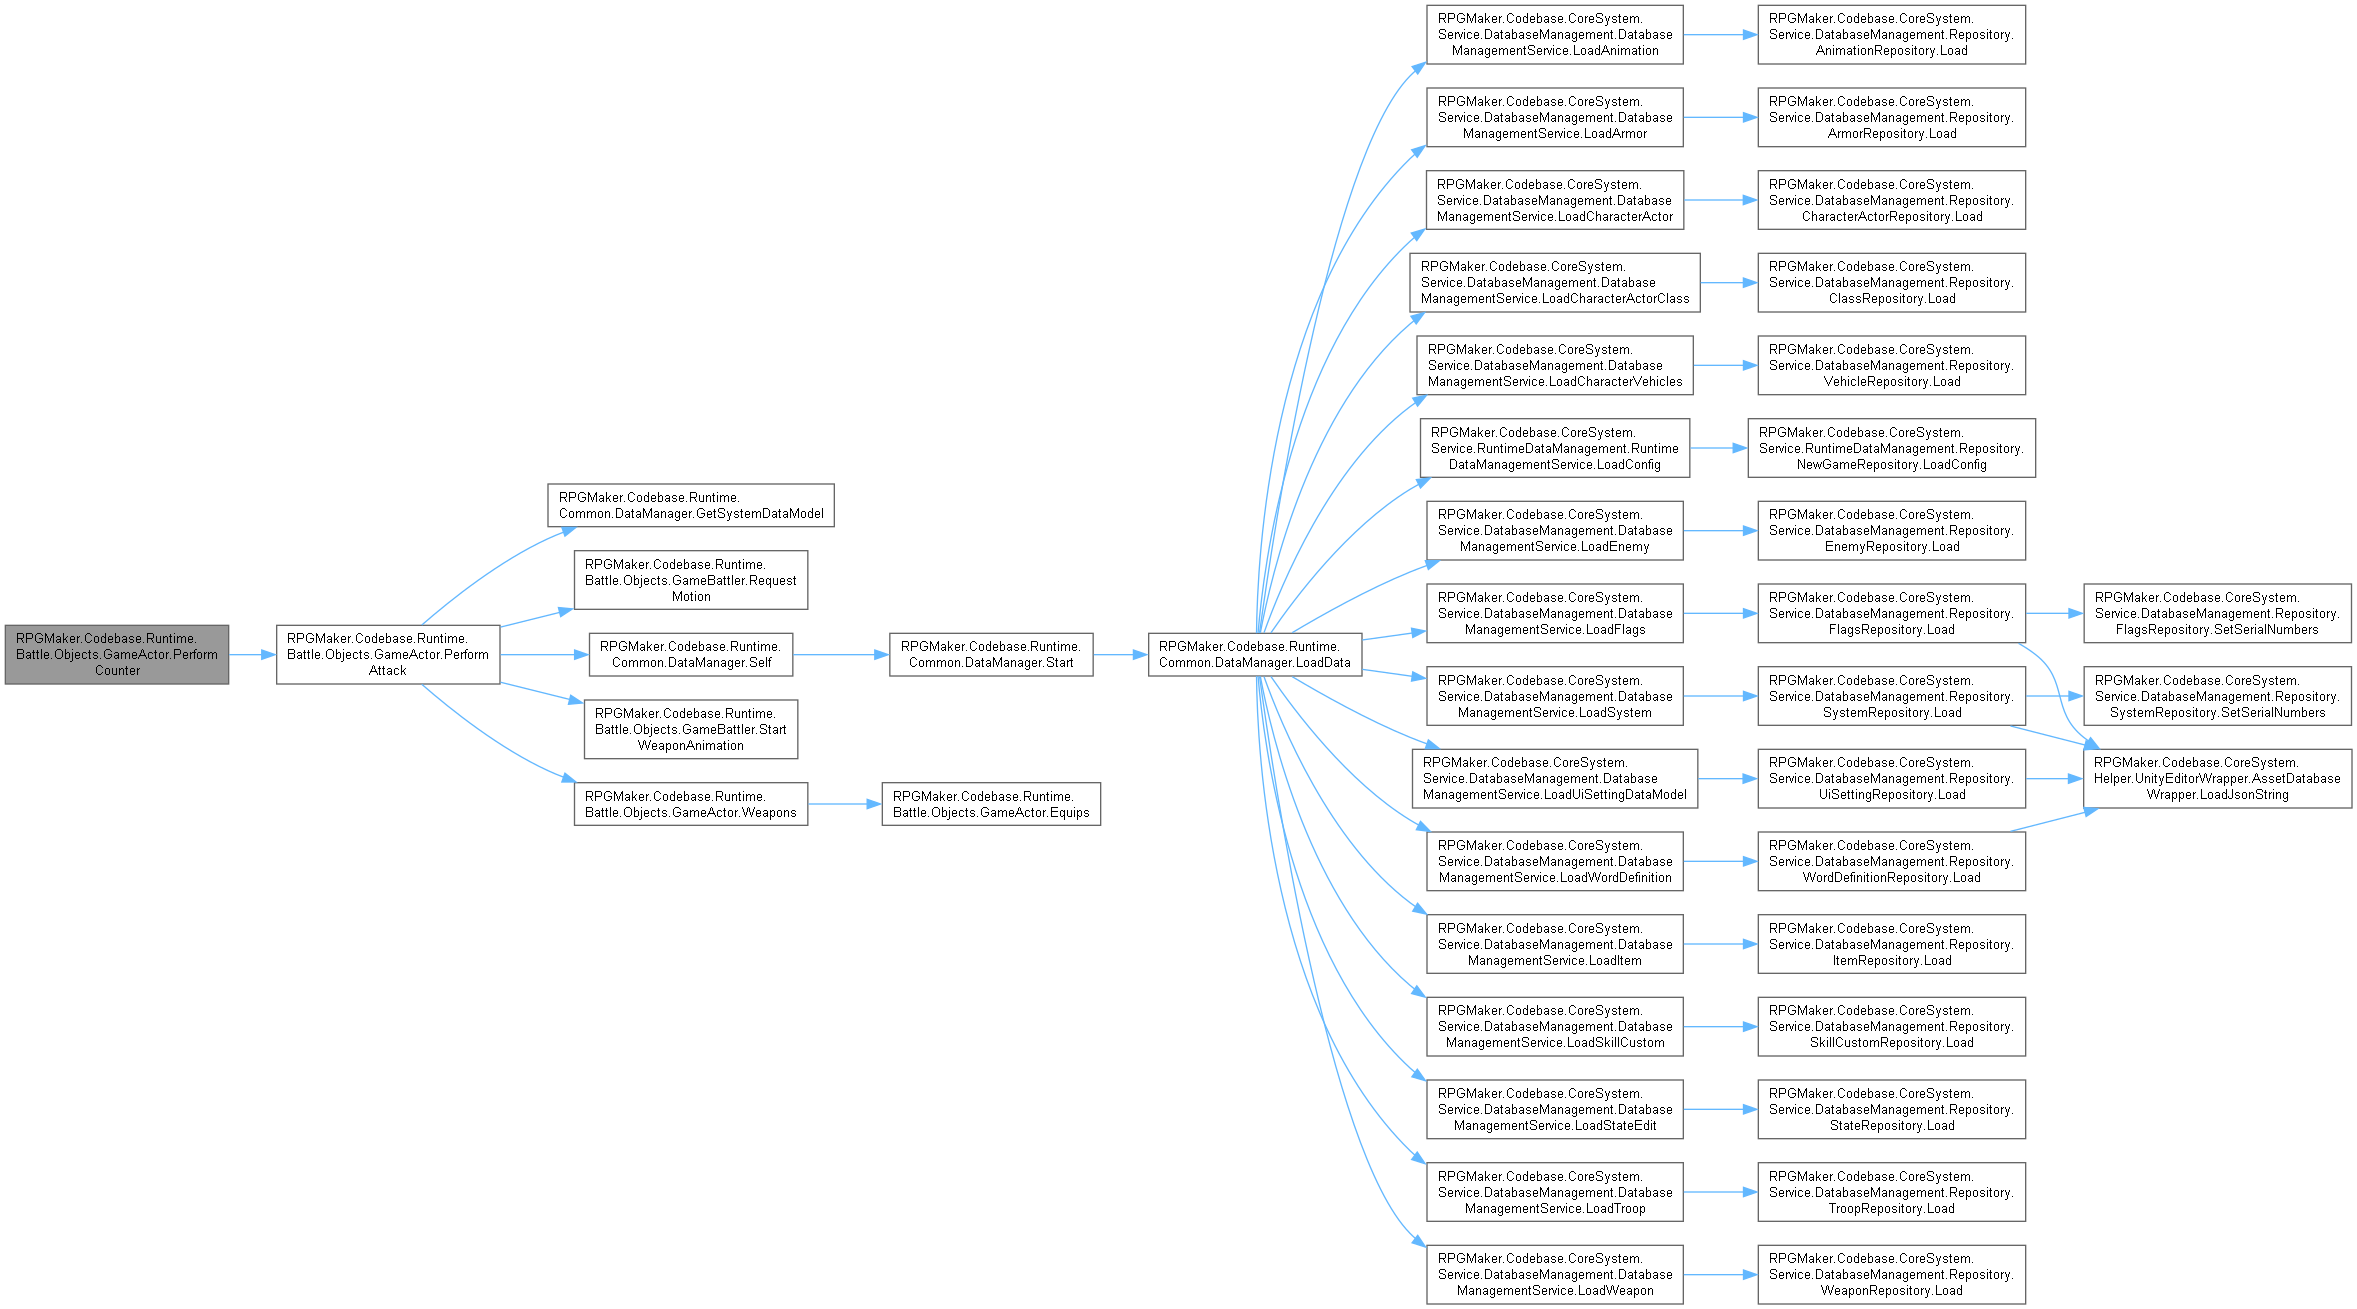 RPGMaker.Codebase.Runtime.
Battle.Objects.GameActor.Perform
Counter
RPGMaker.Codebase.Runtime.
Battle.Objects.GameActor.Perform
Attack
RPGMaker.Codebase.Runtime.
Common.DataManager.GetSystemDataModel
RPGMaker.Codebase.Runtime.
Battle.Objects.GameBattler.Request
Motion
RPGMaker.Codebase.Runtime.
Common.DataManager.Self
RPGMaker.Codebase.Runtime.
Battle.Objects.GameBattler.Start
WeaponAnimation
RPGMaker.Codebase.Runtime.
Battle.Objects.GameActor.Weapons
RPGMaker.Codebase.Runtime.
Common.DataManager.Start
RPGMaker.Codebase.Runtime.
Battle.Objects.GameActor.Equips
RPGMaker.Codebase.Runtime.
Common.DataManager.LoadData
RPGMaker.Codebase.CoreSystem.
Service.DatabaseManagement.Database
ManagementService.LoadAnimation
RPGMaker.Codebase.CoreSystem.
Service.DatabaseManagement.Repository.
AnimationRepository.Load
RPGMaker.Codebase.CoreSystem.
Service.DatabaseManagement.Database
ManagementService.LoadArmor
RPGMaker.Codebase.CoreSystem.
Service.DatabaseManagement.Repository.
ArmorRepository.Load
RPGMaker.Codebase.CoreSystem.
Service.DatabaseManagement.Database
ManagementService.LoadCharacterActor
RPGMaker.Codebase.CoreSystem.
Service.DatabaseManagement.Repository.
CharacterActorRepository.Load
RPGMaker.Codebase.CoreSystem.
Service.DatabaseManagement.Database
ManagementService.LoadCharacterActorClass
RPGMaker.Codebase.CoreSystem.
Service.DatabaseManagement.Repository.
ClassRepository.Load
RPGMaker.Codebase.CoreSystem.
Service.DatabaseManagement.Database
ManagementService.LoadCharacterVehicles
RPGMaker.Codebase.CoreSystem.
Service.DatabaseManagement.Repository.
VehicleRepository.Load
RPGMaker.Codebase.CoreSystem.
Service.RuntimeDataManagement.Runtime
DataManagementService.LoadConfig
RPGMaker.Codebase.CoreSystem.
Service.RuntimeDataManagement.Repository.
NewGameRepository.LoadConfig
RPGMaker.Codebase.CoreSystem.
Service.DatabaseManagement.Database
ManagementService.LoadEnemy
RPGMaker.Codebase.CoreSystem.
Service.DatabaseManagement.Repository.
EnemyRepository.Load
RPGMaker.Codebase.CoreSystem.
Service.DatabaseManagement.Database
ManagementService.LoadFlags
RPGMaker.Codebase.CoreSystem.
Service.DatabaseManagement.Repository.
FlagsRepository.Load
RPGMaker.Codebase.CoreSystem.
Service.DatabaseManagement.Repository.
FlagsRepository.SetSerialNumbers
RPGMaker.Codebase.CoreSystem.
Service.DatabaseManagement.Database
ManagementService.LoadSystem
RPGMaker.Codebase.CoreSystem.
Service.DatabaseManagement.Repository.
SystemRepository.Load
RPGMaker.Codebase.CoreSystem.
Service.DatabaseManagement.Repository.
SystemRepository.SetSerialNumbers
RPGMaker.Codebase.CoreSystem.
Service.DatabaseManagement.Database
ManagementService.LoadUiSettingDataModel
RPGMaker.Codebase.CoreSystem.
Service.DatabaseManagement.Repository.
UiSettingRepository.Load
RPGMaker.Codebase.CoreSystem.
Helper.UnityEditorWrapper.AssetDatabase
Wrapper.LoadJsonString
RPGMaker.Codebase.CoreSystem.
Service.DatabaseManagement.Database
ManagementService.LoadWordDefinition
RPGMaker.Codebase.CoreSystem.
Service.DatabaseManagement.Repository.
WordDefinitionRepository.Load
RPGMaker.Codebase.CoreSystem.
Service.DatabaseManagement.Database
ManagementService.LoadItem
RPGMaker.Codebase.CoreSystem.
Service.DatabaseManagement.Repository.
ItemRepository.Load
RPGMaker.Codebase.CoreSystem.
Service.DatabaseManagement.Database
ManagementService.LoadSkillCustom
RPGMaker.Codebase.CoreSystem.
Service.DatabaseManagement.Repository.
SkillCustomRepository.Load
RPGMaker.Codebase.CoreSystem.
Service.DatabaseManagement.Database
ManagementService.LoadStateEdit
RPGMaker.Codebase.CoreSystem.
Service.DatabaseManagement.Repository.
StateRepository.Load
RPGMaker.Codebase.CoreSystem.
Service.DatabaseManagement.Database
ManagementService.LoadTroop
RPGMaker.Codebase.CoreSystem.
Service.DatabaseManagement.Repository.
TroopRepository.Load
RPGMaker.Codebase.CoreSystem.
Service.DatabaseManagement.Database
ManagementService.LoadWeapon
RPGMaker.Codebase.CoreSystem.
Service.DatabaseManagement.Repository.
WeaponRepository.Load